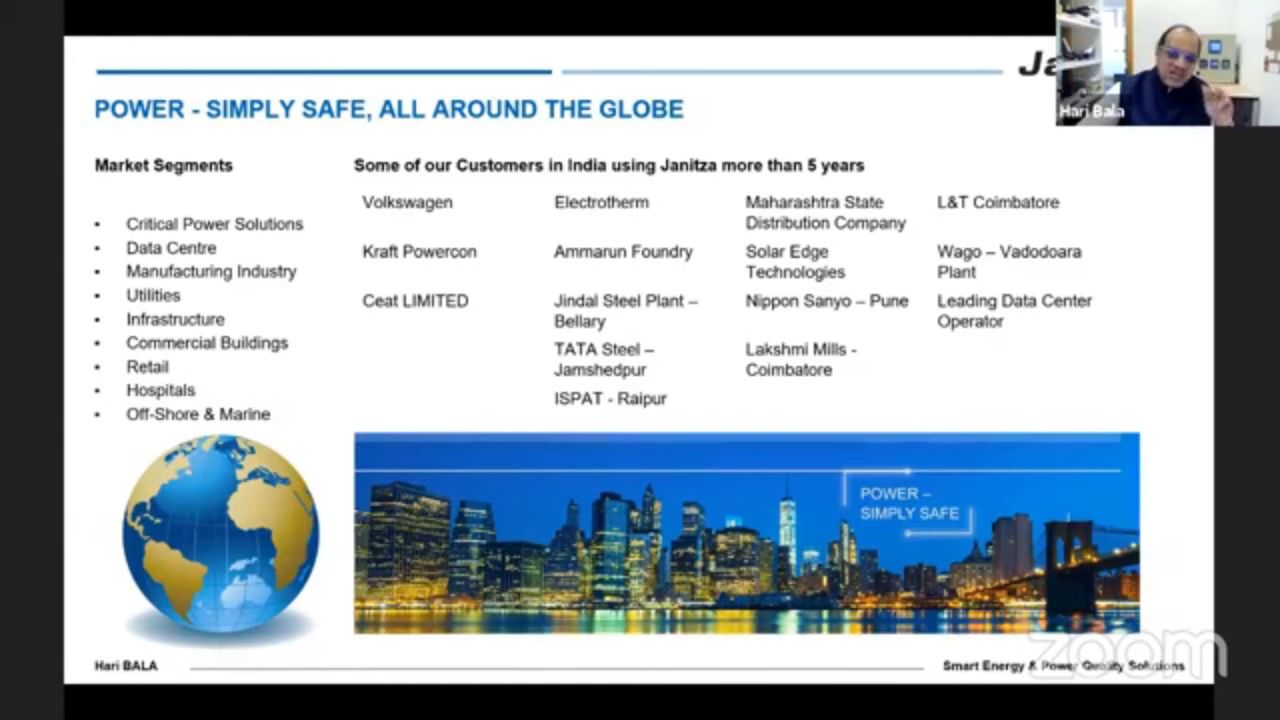 Ja
Hari Bala
POWER - SIMPLY SAFE, ALL AROUND THE GLOBE
Market Segments
• Critical Power Solutions
• Data Centre
• Manufacturing Industry
• Utilities
• Infrastructure
• Commercial Buildings
• Retail
• Hospitals
• Off-Shore & Marine
Some of our Customers in India using Janitza more than 5 years
Volkswagen
Electrotherm
Maharashtra State
Distribution Company
L&T Coimbatore
Kraft Powercon
Ammarun Foundry
Solar Edge
Technologies
Wago – Vadodoara
Plant
Ceat LIMITED
Jindal Steel Plant –
Bellary
Nippon Sanyo – Pune
Leading Data Center
Operator
TATA Steel –
Jamshedpur
Lakshmi Mills -
Coimbatore
ISPAT - Raipur
POWER –
SIMPLY SAFE
Hari BALA
Smart Energy & Power Quality Solutions
zoom